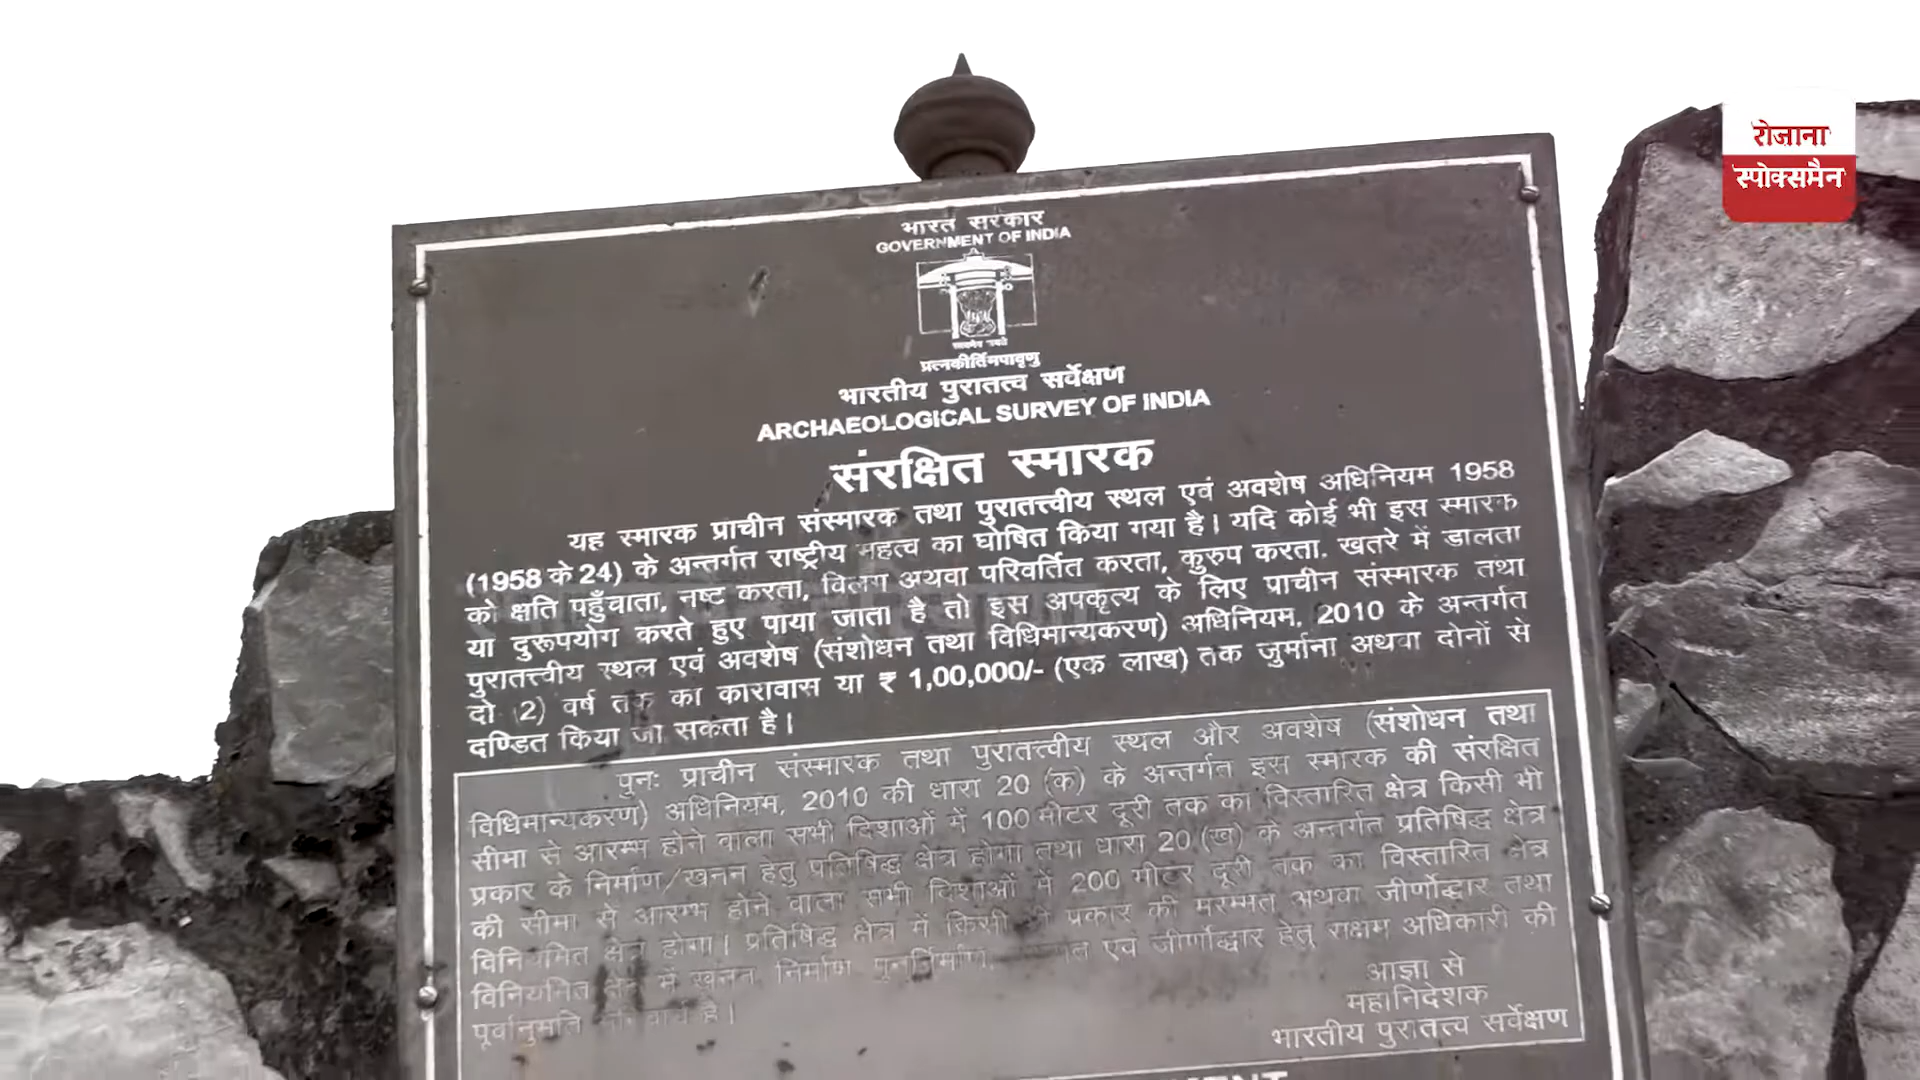 रोजाना
स्पोक्समैन
भारत सरकार
GOVERNMENT OF INDIA
प्रत्नकीर्तिमपावृणु
भारतीय पुरातत्व सर्वेक्षण
ARCHAEOLOGICAL SURVEY OF INDIA
संरक्षित स्मारक
यह स्मारक प्राचीन संस्मारक तथा पुरातत्त्वीय स्थल एवं अवशेष अधिनियम 1958
(1958 के 24) के अन्तर्गत राष्ट्रीय महत्व का घोषित किया गया है। यदि कोई भी इस स्मारक
को क्षति पहुँचाता, नष्ट करता, विलग अथवा परिवर्तित करता, कुरुप करता. खतरे में डालता
या दुरूपयोग करते हुए पाया जाता है तो इस अपकृत्य के लिए प्राचीन संस्मारक तथा
पुरातत्त्वीय स्थल एवं अवशेष (संशोधन तथा विधिमान्यकरण) अधिनियम, 2010 के अन्तर्गत
दो (2) वर्ष तक का कारावास या ₹ 1,00,000/- (एक लाख) तक जुर्माना अथवा दोनों से
दण्डित किया जा सकता है।
पुनः प्राचीन संस्मारक तथा पुरातत्त्वीय स्थल और अवशेष (संशोधन तथा
विधिमान्यकरण) अधिनियम, 2010 की धारा 20 (क) के अन्तर्गत इस स्मारक की संरक्षित
सीमा से आरम्भ होने वाला सभी दिशाओं में 100 मीटर दूरी तक का विस्तारित क्षेत्र किसी भी
प्रकार के निर्माण/खनन हेतु प्रतिषिद्ध क्षेत्र होगा तथा धारा 20 (ख) के अन्तर्गत प्रतिषिद्ध क्षेत्र
की सीमा से आरम्भ होने वाला सभी दिशाओं में 200 मीटर दूरी तक का विस्तारित क्षेत्र
विनियमित क्षेत्र होगा। प्रतिषिद्ध क्षेत्र में किसी प्रकार की मरम्मत अथवा जीर्णोद्धार तथा
विनियमित में खनन, निर्माण पुनर्निर्माण, एवं जीर्णोद्धार हेतु सक्षम अधिकारी की
पूर्वानुमति है।
आज्ञा से
महानिदेशक
भारतीय पुरातत्व सर्वेक्षण